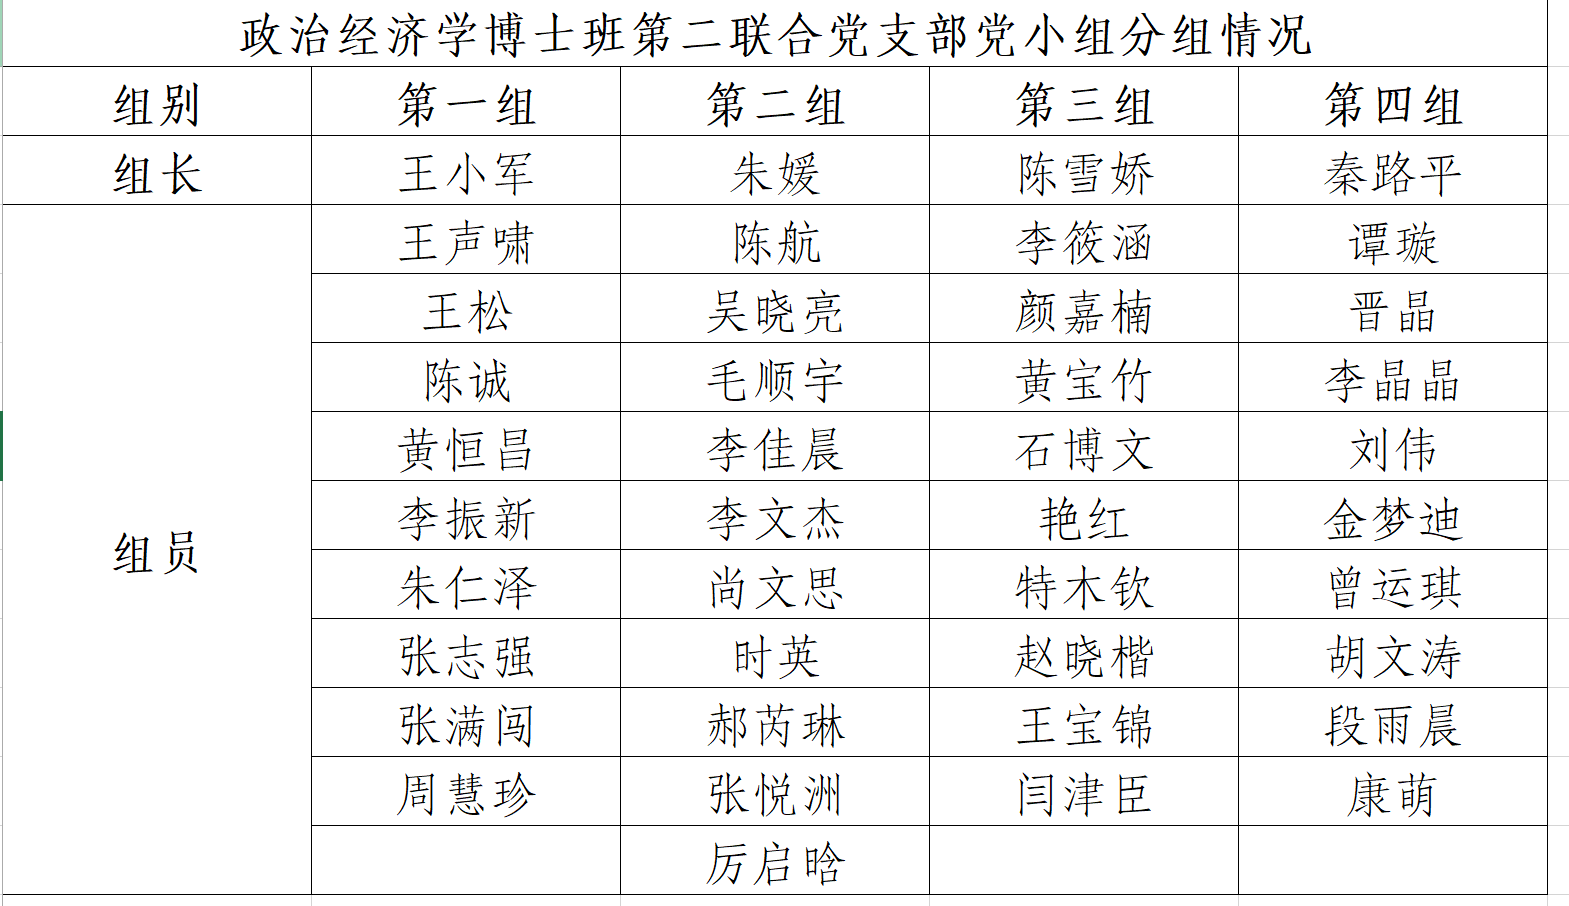 政治经济学博士班第二联合党支部党小组分组情况
组别 第一组 第二组 第三组 第四组
组长 王小军 朱媛 陈雪娇 秦路平
组员 王声啸 陈航 李筱涵 谭璇
王松 吴晓亮 颜嘉楠 晋晶
陈诚 毛顺宇 黄宝竹 李晶晶
黄恒昌 李佳晨 石博文 刘伟
李振新 李文杰 艳红 金梦迪
朱仁泽 尚文思 特木钦 曾运琪
张志强 时英 赵晓楷 胡文涛
张满闯 郝芮琳 王宝锦 段雨晨
周慧珍 张悦洲 闫津臣 康萌
厉启晗